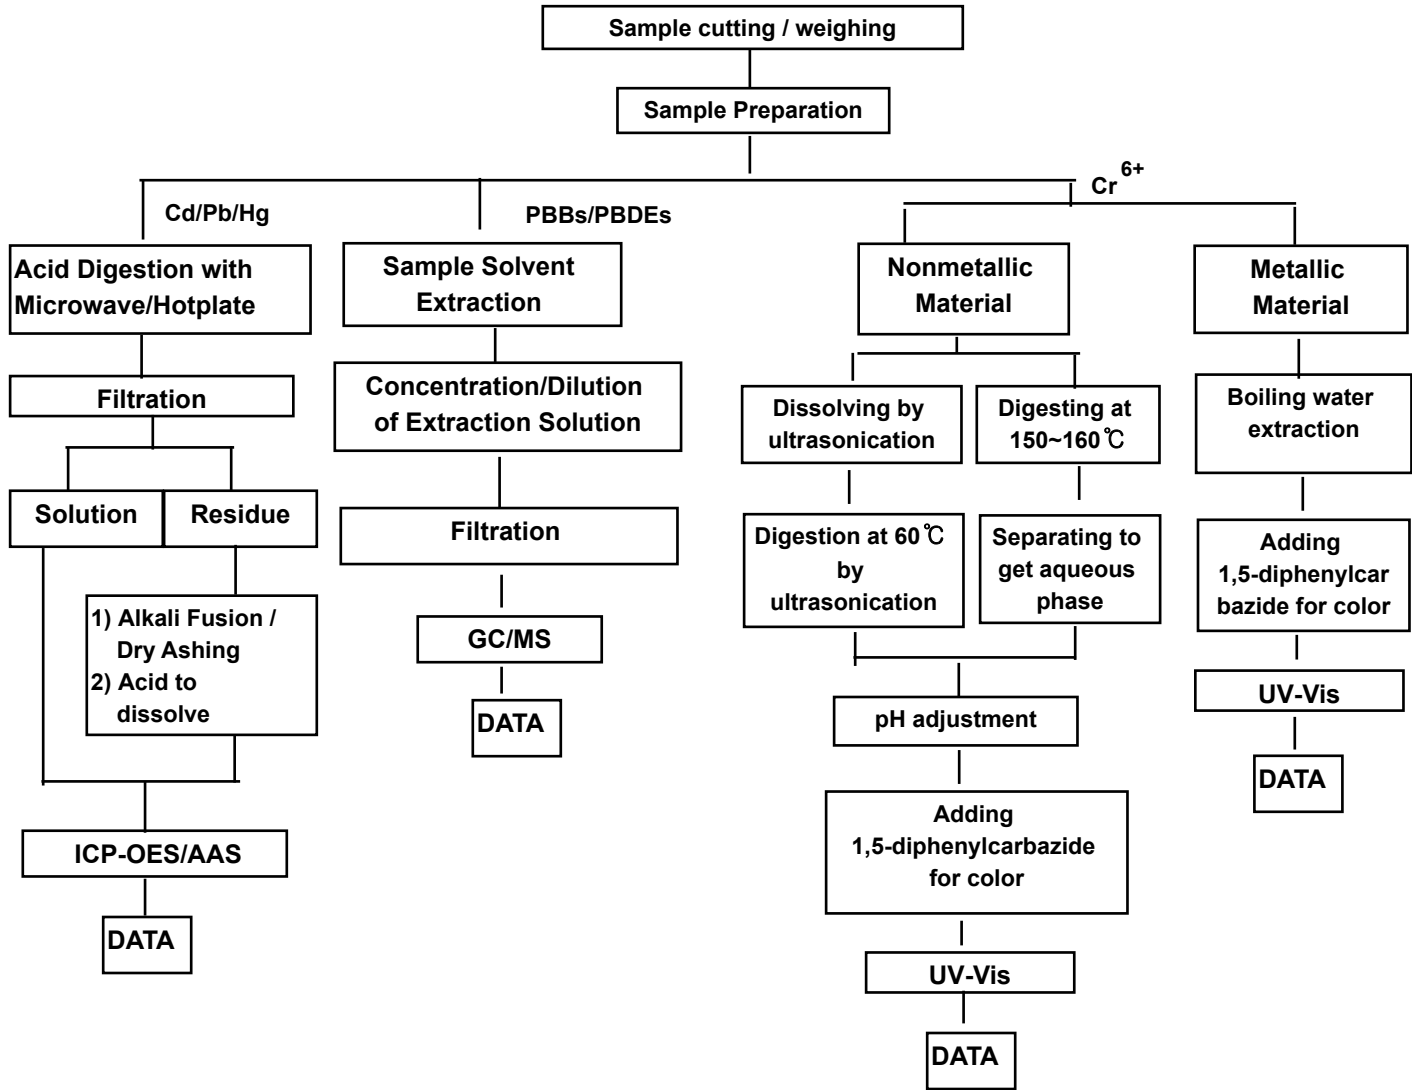 Sample cutting / weighing
Sample Preparation
Cr 6+
Cd/Pb/Hg
PBBs/PBDEs
Acid Digestion with
Microwave/Hotplate
Sample Solvent
Extraction
Nonmetallic
Material
Metallic
Material
Filtration
Concentration/Dilution
of Extraction Solution
Dissolving by
ultrasonication
Digesting at
150~160℃
Boiling water
extraction
Solution
Residue
Filtration
Digestion at 60℃
by
ultrasonication
Separating to
get aqueous
phase
Adding
1,5-diphenylcar
bazide for color
1) Alkali Fusion /
Dry Ashing
2) Acid to
dissolve
GC/MS
DATA
pH adjustment
UV-Vis
DATA
Adding
1,5-diphenylcarbazide
for color
ICP-OES/AAS
DATA
UV-Vis
DATA